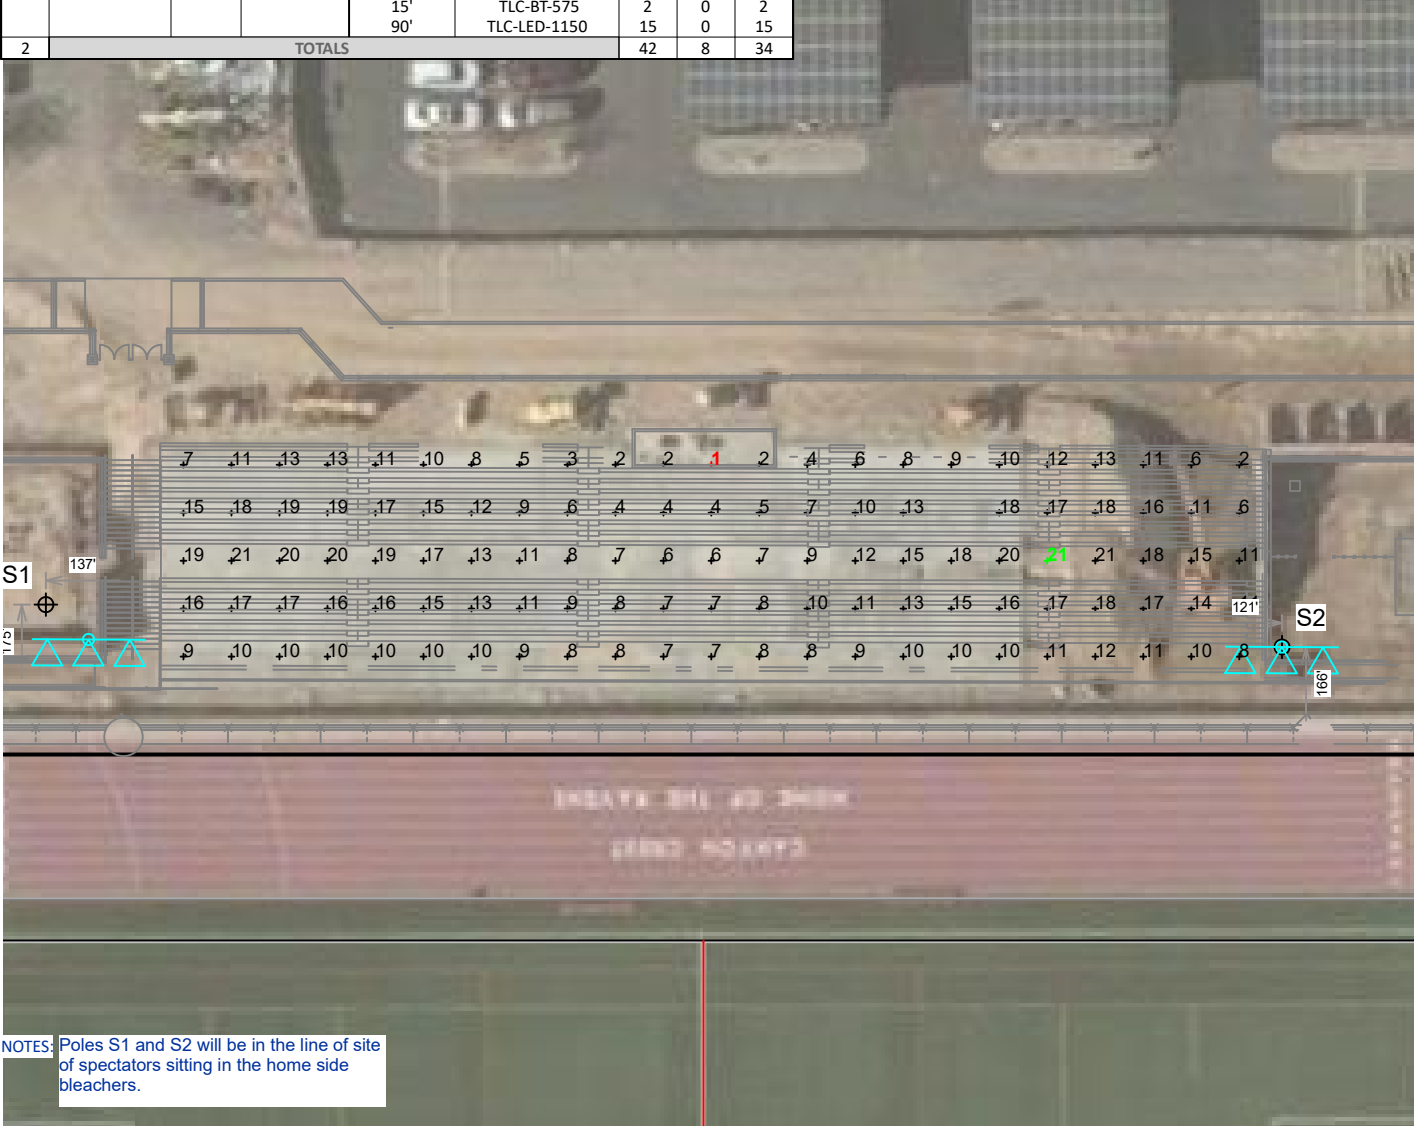 15' TLC-BT-575 2 0 2
90' TLC-LED-1150 15 0 15
2 TOTALS 42 8 34
7 11 13 13 11 10 8 5 3 2 2 1 2 4 6 8 9 10 12 13 11 6 2
15 18 19 19 17 15 12 9 6 4 4 4 5 7 10 13 18 17 18 16 11 6
19 21 20 20 19 17 13 11 8 7 6 6 7 9 12 15 18 20 21 21 18 15 11
137'
S1
16 17 17 16 16 15 13 11 9 8 7 7 8 10 11 13 15 16 17 18 17 14
121'
S2
175'
9 10 10 10 10 10 10 9 8 8 7 7 8 8 9 10 10 10 11 12 11 10 8
166'
NOTES: Poles S1 and S2 will be in the line of site
of spectators sitting in the home side
bleachers.